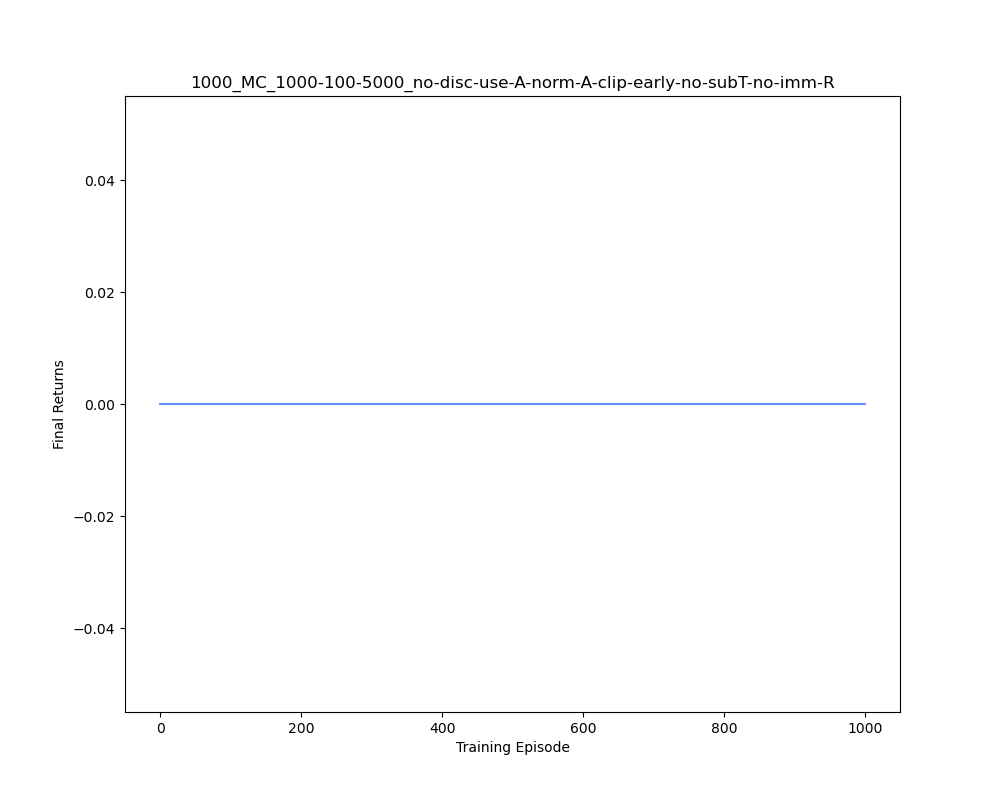 1000_MC_1000-100-5000_no-disc-use-A-norm-A-clip-early-no-subT-no-imm-R
0.04
0.02
0.00
−0.02
−0.04
Final Returns
0 200 400 600 800 1000
Training Episode